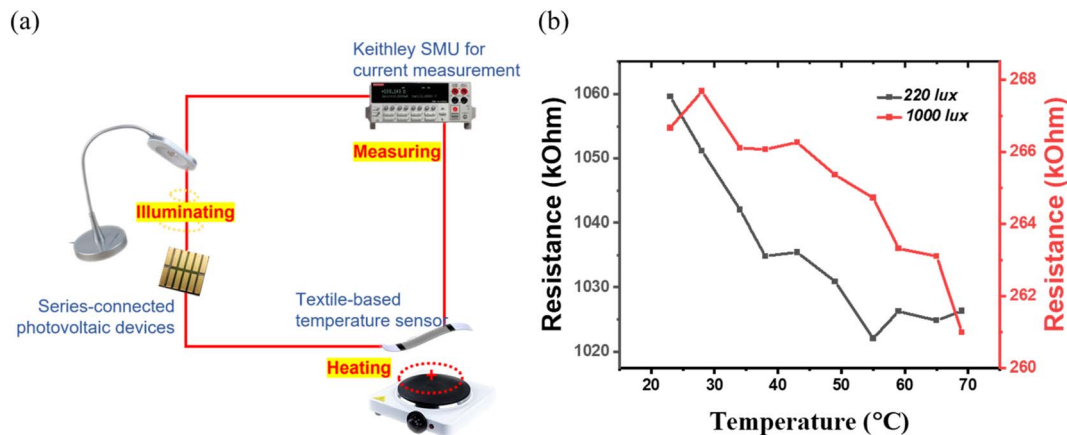 (a)
Keithley SMU for
current measurement
Measuring
Illuminating
Series-connected
photovoltaic devices
Textile-based
temperature sensor
Heating
(b)
220 lux
1000 lux
Resistance (kOhm)
1060
1050
1040
1030
1020
268
266
264
262
260
Resistance (kOhm)
20 30 40 50 60 70
Temperature (°C)